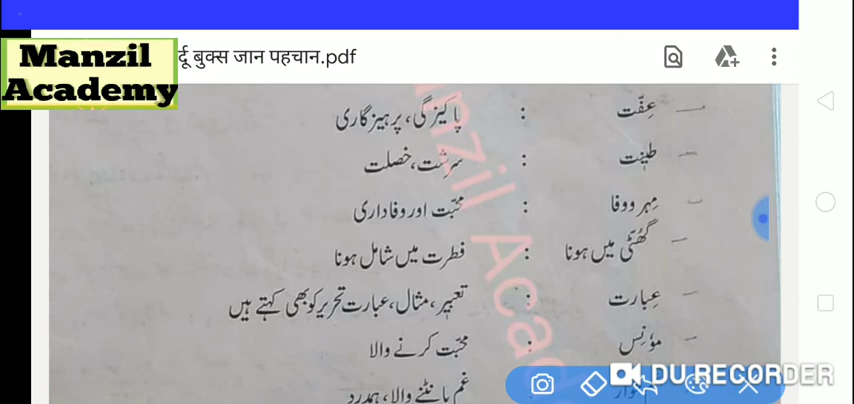 Manzil
Academy
र्दू बुक्स जान पहचान.pdf
عِفّت : پاکیزگی، پرہیزگاری
طینت : سرشت، خصلت
مہر و وفا : محبّت اور وفاداری
گھُٹّی میں ہونا : فطرت میں شامل ہونا
عِبارت : تعبیر، مثال، عبارت تحریر کو بھی کہتے ہیں
مؤنِس : محبّت کرنے والا
غم بانٹنے والا، ہمدرد
DU RECORDER